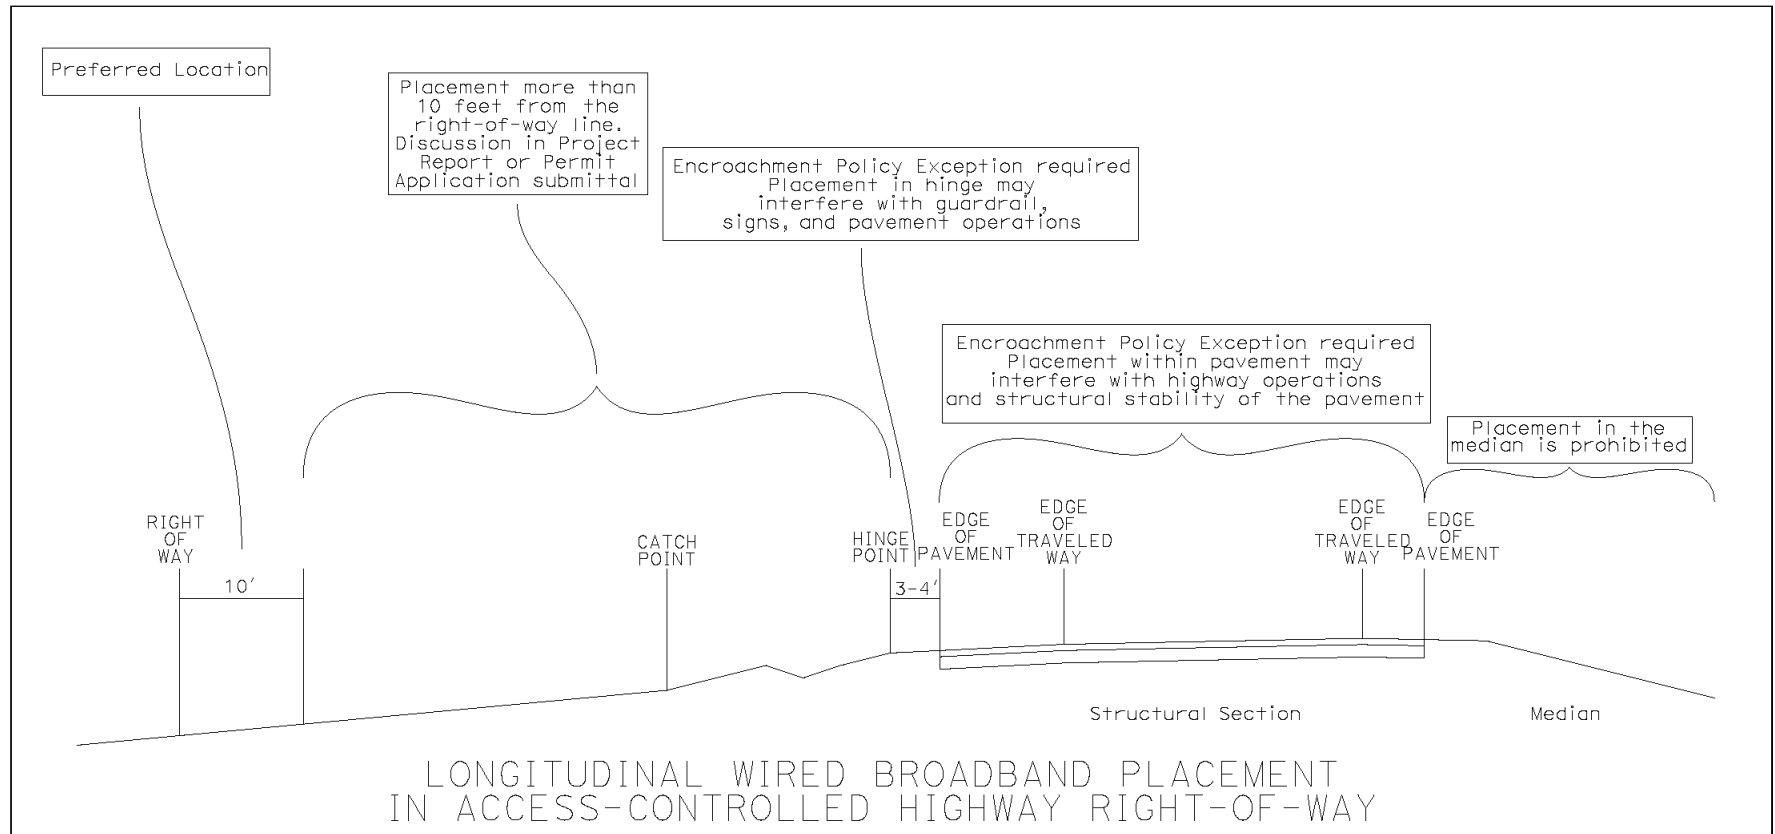 Preferred Location
Placement more than
10 feet from the
right-of-way line.
Discussion in Project
Report or Permit
Application submittal
Encroachment Policy Exception required
Placement in hinge may
interfere with guardrail,
signs, and pavement operations
Encroachment Policy Exception required
Placement within pavement may
interfere with highway operations
and structural stability of the pavement
Placement in the
median is prohibited
RIGHT
OF
WAY
10'
CATCH
POINT
HINGE
POINT
3-4'
EDGE
OF
PAVEMENT
EDGE
OF
TRAVELED
WAY
EDGE
OF
TRAVELED
WAY
EDGE
OF
PAVEMENT
Structural Section
Median
LONGITUDINAL WIRED BROADBAND PLACEMENT
IN ACCESS-CONTROLLED HIGHWAY RIGHT-OF-WAY